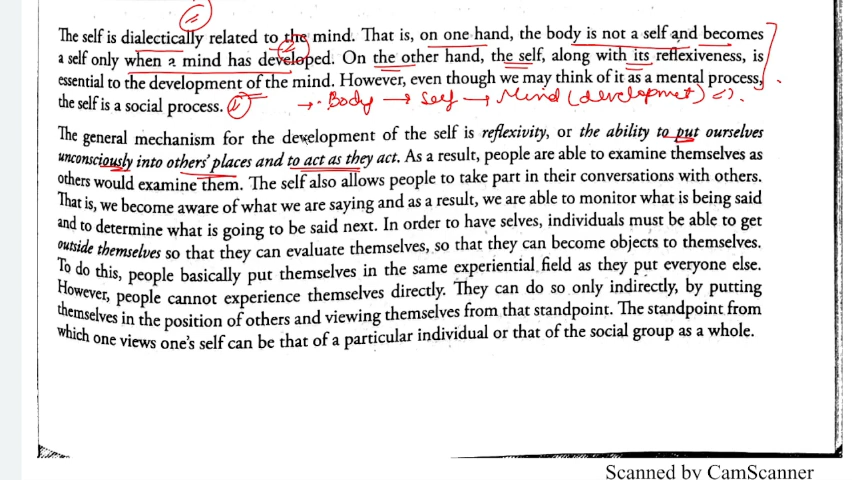 The self is dialectically related to the mind. That is, on one hand, the body is not a self and becomes
a self only when a mind has developed. On the other hand, the self, along with its reflexiveness, is
essential to the development of the mind. However, even though we may think of it as a mental process,
the self is a social process. → Body → Self → Mind (development)
The general mechanism for the development of the self is reflexivity, or the ability to put ourselves
unconsciously into others' places and to act as they act. As a result, people are able to examine themselves as
others would examine them. The self also allows people to take part in their conversations with others.
That is, we become aware of what we are saying and as a result, we are able to monitor what is being said
and to determine what is going to be said next. In order to have selves, individuals must be able to get
outside themselves so that they can evaluate themselves, so that they can become objects to themselves.
To do this, people basically put themselves in the same experiential field as they put everyone else.
However, people cannot experience themselves directly. They can do so only indirectly, by putting
themselves in the position of others and viewing themselves from that standpoint. The standpoint from
which one views one's self can be that of a particular individual or that of the social group as a whole.
Scanned by CamScanner